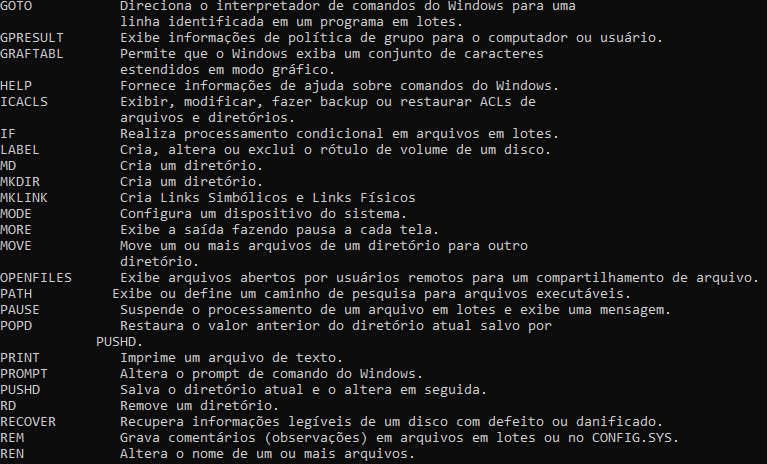 GOTO           Direciona o interpretador de comandos do Windows para uma
               linha identificada em um programa em lotes.
GPRESULT       Exibe informações de política de grupo para o computador ou usuário.
GRAFTABL       Permite que o Windows exiba um conjunto de caracteres
               estendidos em modo gráfico.
HELP           Fornece informações de ajuda sobre comandos do Windows.
ICACLS         Exibir, modificar, fazer backup ou restaurar ACLs de
               arquivos e diretórios.
IF             Realiza processamento condicional em arquivos em lotes.
LABEL          Cria, altera ou exclui o rótulo de volume de um disco.
MD             Cria um diretório.
MKDIR          Cria um diretório.
MKLINK         Cria Links Simbólicos e Links Físicos
MODE           Configura um dispositivo do sistema.
MORE           Exibe a saída fazendo pausa a cada tela.
MOVE           Move um ou mais arquivos de um diretório para outro
               diretório.
OPENFILES      Exibe arquivos abertos por usuários remotos para um compartilhamento de arquivo.
PATH          Exibe ou define um caminho de pesquisa para arquivos executáveis.
PAUSE          Suspende o processamento de um arquivo em lotes e exibe uma mensagem.
POPD           Restaura o valor anterior do diretório atual salvo por
            PUSHD.
PRINT          Imprime um arquivo de texto.
PROMPT         Altera o prompt de comando do Windows.
PUSHD          Salva o diretório atual e o altera em seguida.
RD             Remove um diretório.
RECOVER        Recupera informações legíveis de um disco com defeito ou danificado.
REM            Grava comentários (observações) em arquivos em lotes ou no CONFIG.SYS.
REN            Altera o nome de um ou mais arquivos.